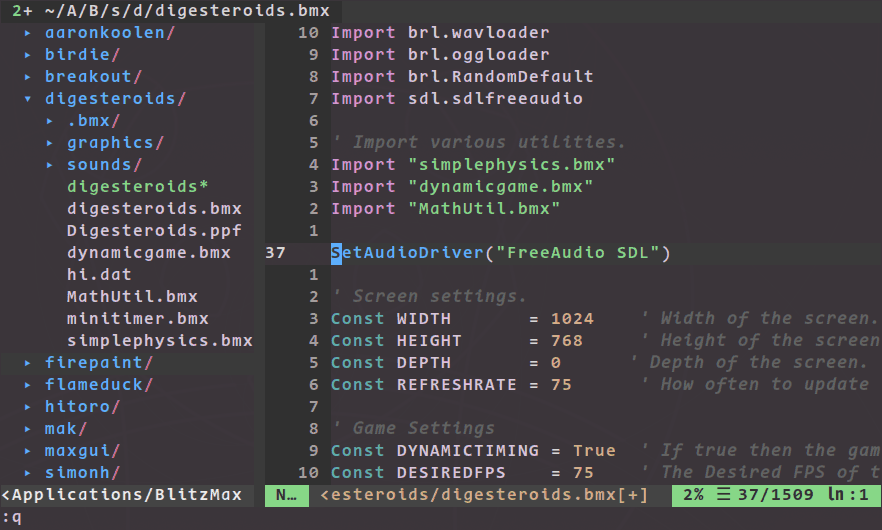 2+ ~/A/B/s/d/digesteroids.bmx
▸ aaronkoolen/
▸ birdie/
▸ breakout/
▾ digesteroids/
▸ .bmx/
▸ graphics/
▸ sounds/
digesteroids*
digesteroids.bmx
Digesteroids.ppf
dynamicgame.bmx
hi.dat
MathUtil.bmx
minitimer.bmx
simplephysics.bmx
▸ firepaint/
▸ flameduck/
▸ hitoro/
▸ mak/
▸ maxgui/
▸ simonh/
<Applications/BlitzMax
10 Import brl.wavloader
9 Import brl.oggloader
8 Import brl.RandomDefault
7 Import sdl.sdlfreeaudio
6
5 ' Import various utilities.
4 Import "simplephysics.bmx"
3 Import "dynamicgame.bmx"
2 Import "MathUtil.bmx"
1
37 SetAudioDriver("FreeAudio SDL")
1
2 ' Screen settings.
3 Const WIDTH = 1024 ' Width of the screen.
4 Const HEIGHT = 768 ' Height of the screen
5 Const DEPTH = 0 ' Depth of the screen.
6 Const REFRESHRATE = 75 ' How often to update
7
8 ' Game Settings
9 Const DYNAMICTIMING = True ' If true then the gam
10 Const DESIREDFPS = 75 ' The Desired FPS of t
N… <esteroids/digesteroids.bmx[+] 2% ☰ 37/1509 ln :1
:q